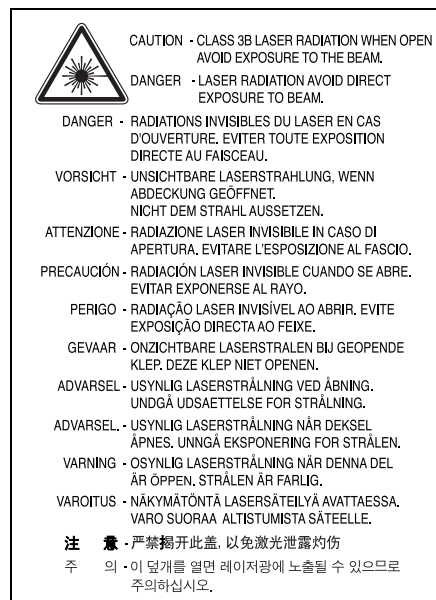 CAUTION - CLASS 3B LASER RADIATION WHEN OPEN
AVOID EXPOSURE TO THE BEAM.
DANGER - LASER RADIATION AVOID DIRECT
EXPOSURE TO BEAM.
DANGER - RADIATIONS INVISIBLES DU LASER EN CAS
D'OUVERTURE. EVITER TOUTE EXPOSITION
DIRECTE AU FAISCEAU.
VORSICHT - UNSICHTBARE LASERSTRAHLUNG, WENN
ABDECKUNG GEÖFFNET.
NICHT DEM STRAHL AUSSETZEN.
ATTENZIONE - RADIAZIONE LASER INVISIBILE IN CASO DI
APERTURA. EVITARE L'ESPOSIZIONE AL FASCIO.
PRECAUCIÓN - RADIACIÓN LASER INVISIBLE CUANDO SE ABRE.
EVITAR EXPONERSE AL RAYO.
PERIGO - RADIAÇÃO LASER INVISÍVEL AO ABRIR. EVITE
EXPOSIÇÃO DIRECTA AO FEIXE.
GEVAAR - ONZICHTBARE LASERSTRALEN BIJ GEOPENDE
KLEP. DEZE KLEP NIET OPENEN.
ADVARSEL - USYNLIG LASERSTRÅLNING VED ÅBNING.
UNDGÅ UDSAETTELSE FOR STRÅLNING.
ADVARSEL. - USYNLIG LASERSTRÅLNING NÅR DEKSEL
ÅPNES. UNNGÅ EKSPONERING FOR STRÅLEN.
VARNING - OSYNLIG LASERSTRÅLNING NÄR DENNA DEL
ÄR ÖPPEN. STRÅLEN ÄR FARLIG.
VAROITUS - NÄKYMÄTÖNTÄ LASERSÄTEILYÄ AVATTAESSA.
VARO SUORAA ALTISTUMISTA SÄTEELLE.
注 意 - 严禁揭开此盖, 以免激光泄露灼伤
주 의 - 이 덮개를 열면 레이저광에 노출될 수 있으므로
주의하십시오.